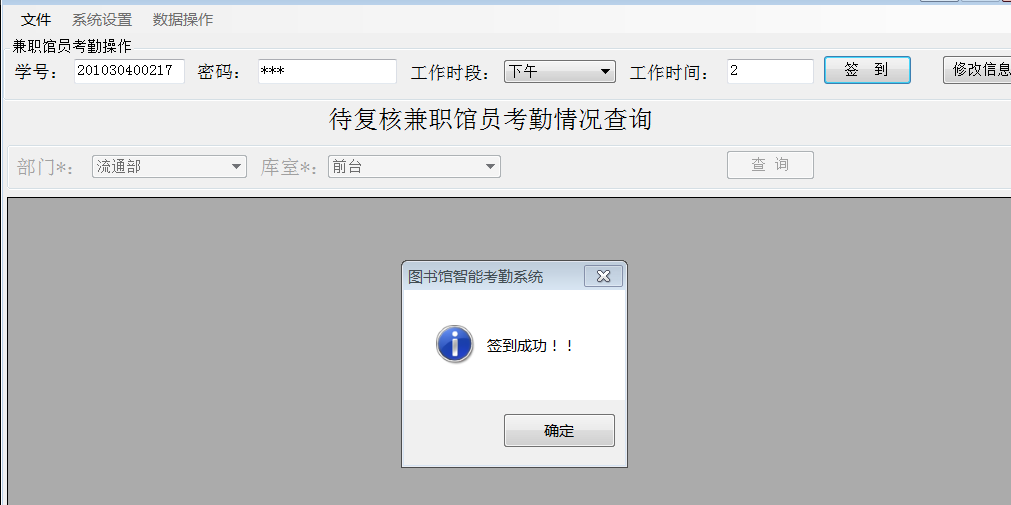 文件 系统设置 数据操作
兼职馆员考勤操作
学号： 201030400217 密码： *** 工作时段： 下午 工作时间： 2 签 到 修改信息
待复核兼职馆员考勤情况查询
部门*： 流通部 库室*： 前台 查 询
图书馆智能考勤系统
签到成功！！
确定